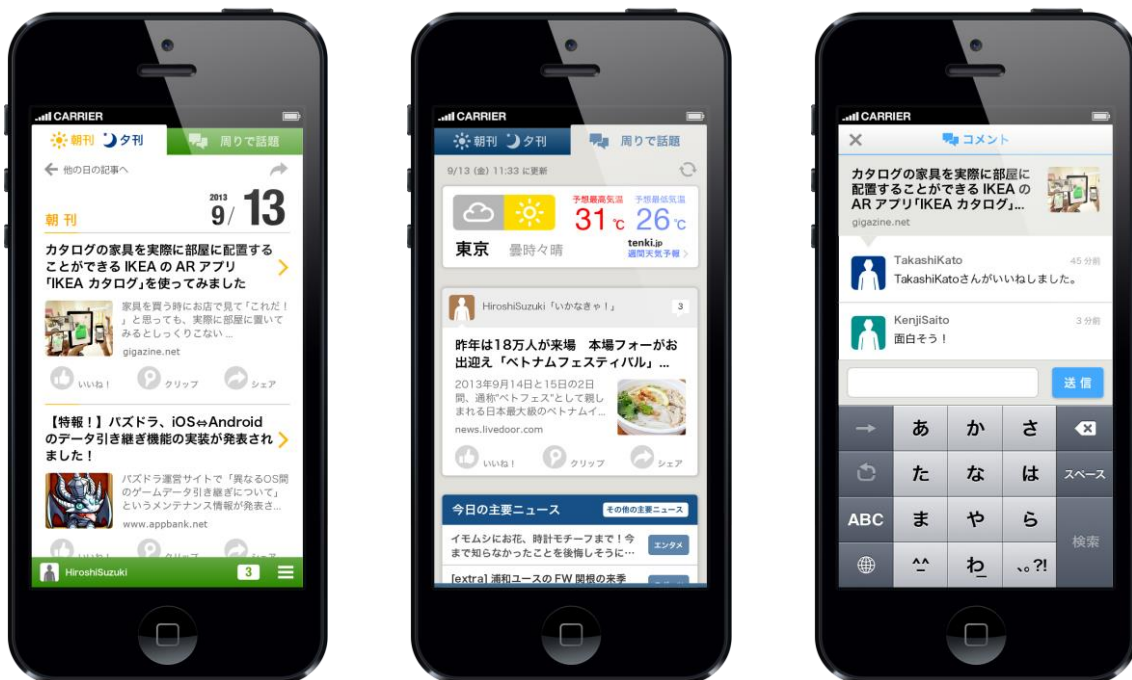 CARRIER
朝刊 夕刊 周りで話題
他の日の記事へ
朝刊
2013
9/13
カタログの家具を実際に部屋に配置する
ことができる IKEA の AR アプリ
「IKEA カタログ」を使ってみました
家具を買う時にお店で見て「これだ！
」と思っても、実際に部屋に置いて
みるとしっくりこない ...
gigazine.net
いいね！ クリップ シェア
【特報！】パズドラ、iOS⇔Android
のデータ引き継ぎ機能の実装が発表され
ました！
パズドラ運営サイトで「異なるOS間
のゲームデータ引き継ぎについて」
というメンテナンス情報が発表さ...
www.appbank.net
いいね！ クリップ シェア
HiroshiSuzuki 3
CARRIER
朝刊 夕刊 周りで話題
9/13 (金) 11:33 に更新
予想最高気温 予想最低気温
31℃ 26℃
東京 曇時々晴
tenki.jp
週間天気予報
HiroshiSuzuki「いかなきゃ！」 3
昨年は18万人が来場　本場フォーがお
出迎え「ベトナムフェスティバル」...
2013年9月14日と15日の2日
間、通称"ベトフェス"として親し
まれる日本最大級のベトナムイ...
news.livedoor.com
いいね！ クリップ シェア
今日の主要ニュース その他の主要ニュース
イモムシにお花、時計モチーフまで！今
まで知らなかったことを後悔しそうに…
エンタメ
[extra] 浦和ユースの FW 関根の来季
CARRIER
コメント
カタログの家具を実際に部屋に
配置することができる IKEA の
AR アプリ「IKEA カタログ」...
gigazine.net
TakashiKato 45 分前
TakashiKatoさんがいいねしました。
KenjiSaito 3 分前
面白そう！
送信
→ あ か さ
た な は スペース
ABC ま や ら
検索
^^ わ 、。?!